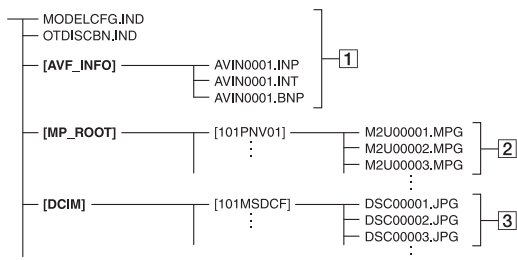 MODELCFG.IND
OTDISCBN.IND
[AVF_INFO] AVIN0001.INP
AVIN0001.INT
AVIN0001.BNP
1
[MP_ROOT] [101PNV01] M2U00001.MPG
M2U00002.MPG
M2U00003.MPG
2
[DCIM] [101MSDCF] DSC00001.JPG
DSC00002.JPG
DSC00003.JPG
3